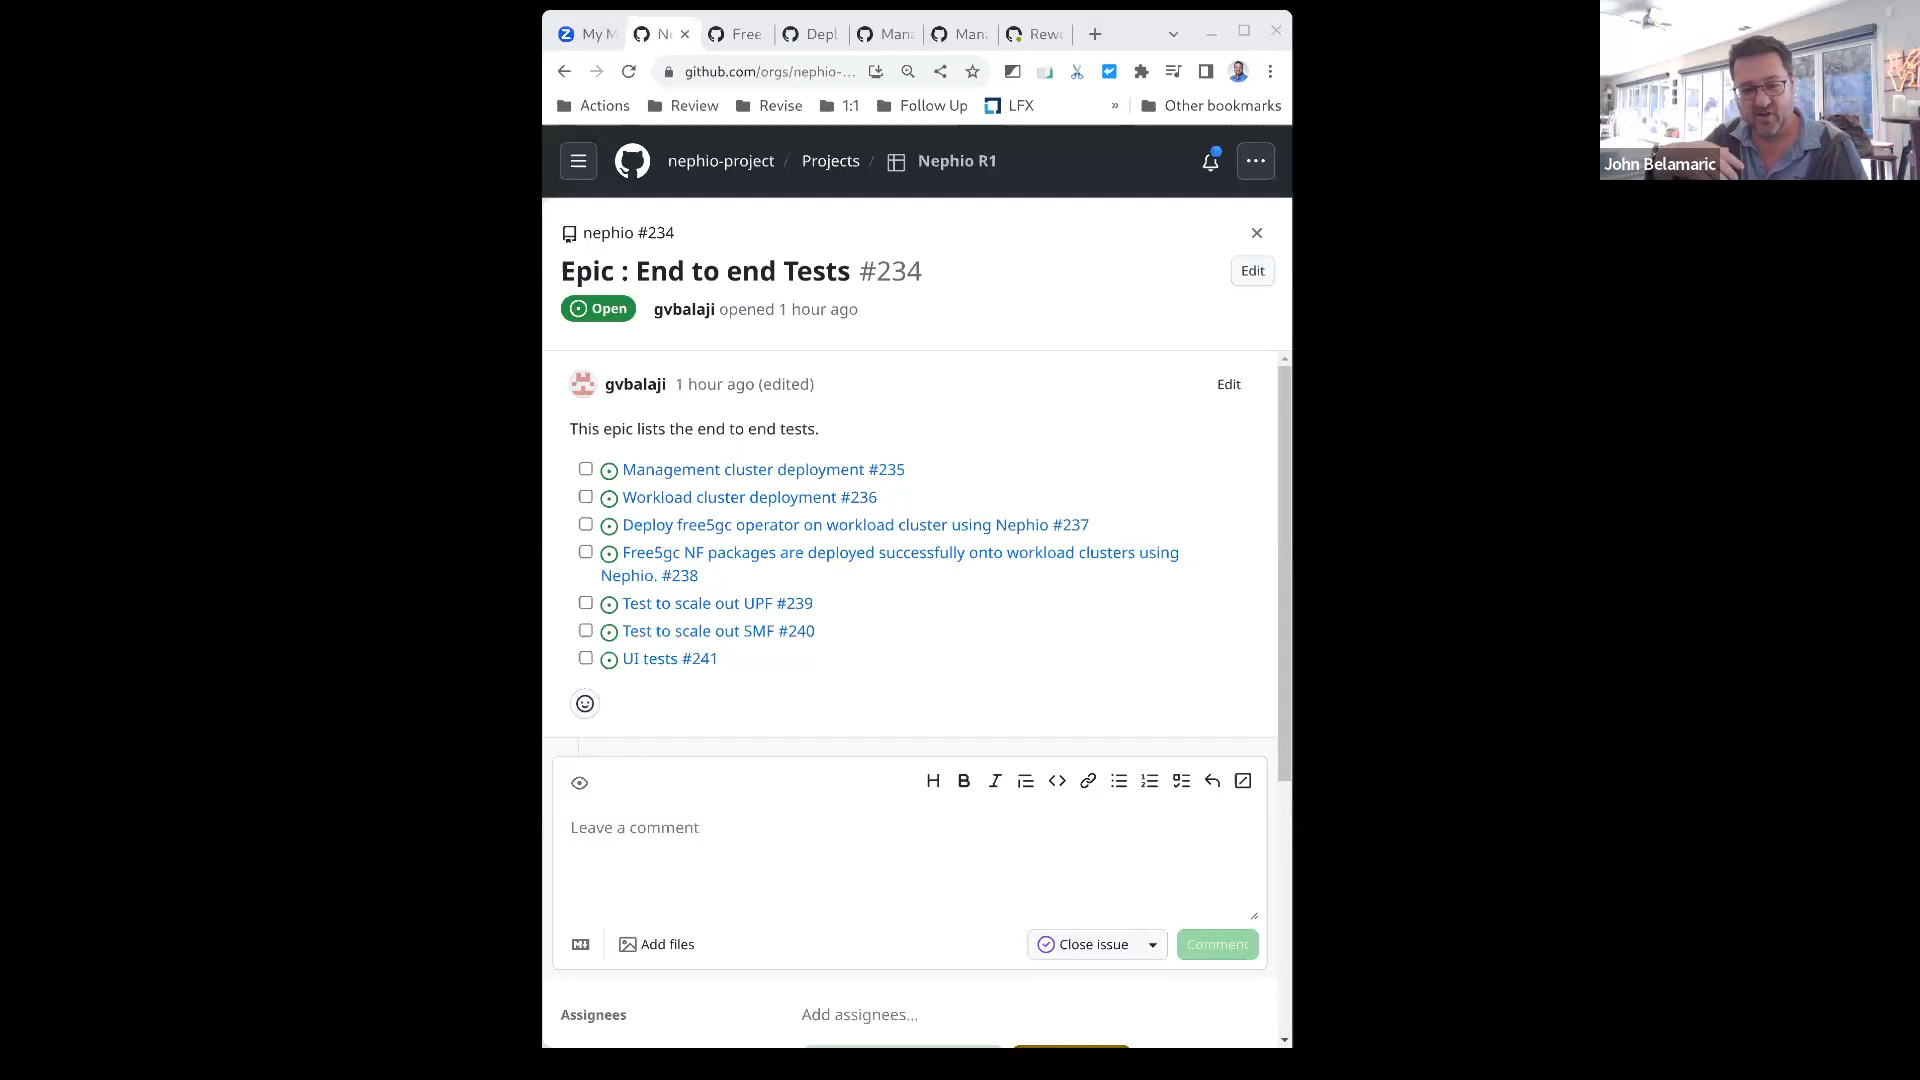 My M
Ne
Free
Depl
Mana
Mana
Rew
github.com/orgs/nephio-...
Actions
Review
Revise
1:1
Follow Up
LFX
»
Other bookmarks
nephio-project / Projects / Nephio R1
John Belamaric
nephio #234
Epic : End to end Tests #234
Edit
Open
gvbalaji opened 1 hour ago
gvbalaji 1 hour ago (edited)
Edit
This epic lists the end to end tests.
Management cluster deployment #235
Workload cluster deployment #236
Deploy free5gc operator on workload cluster using Nephio #237
Free5gc NF packages are deployed successfully onto workload clusters using
Nephio. #238
Test to scale out UPF #239
Test to scale out SMF #240
UI tests #241
Leave a comment
Add files
Close issue
Comment
Assignees
Add assignees...